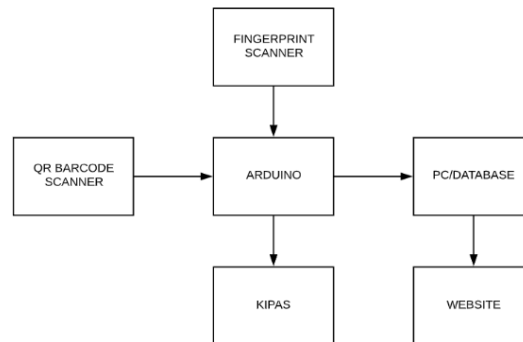 FINGERPRINT
SCANNER
QR BARCODE
SCANNER
ARDUINO
PC/DATABASE
KIPAS
WEBSITE